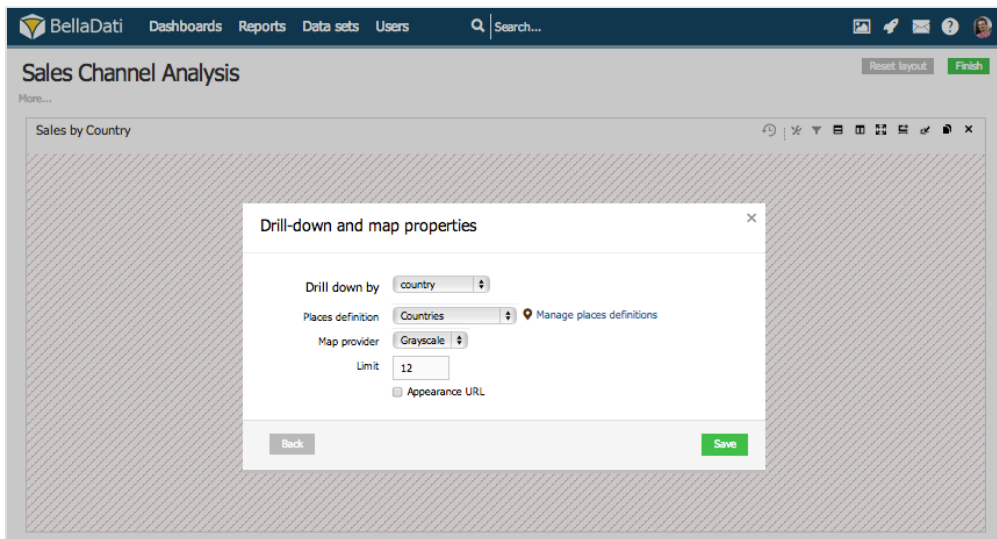 BellaDati Dashboards Reports Data sets Users Search...
Sales Channel Analysis
Reset layout Finish
More...
Sales by Country
Drill-down and map properties
Drill down by country
Places definition Countries Manage places definitions
Map provider Grayscale
Limit 12
Appearance URL
Back Save